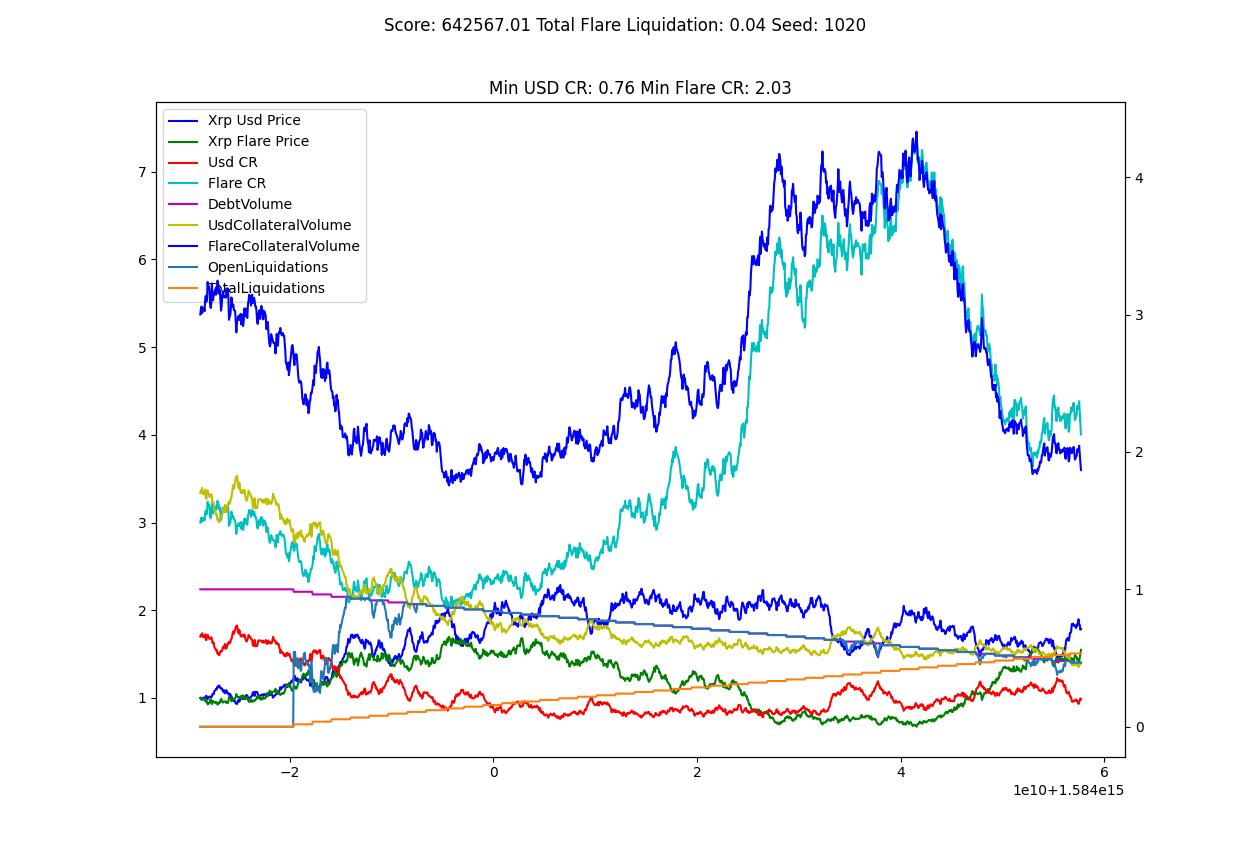 Score: 642567.01 Total Flare Liquidation: 0.04 Seed: 1020
Min USD CR: 0.76 Min Flare CR: 2.03
Xrp Usd Price
Xrp Flare Price
Usd CR
Flare CR
DebtVolume
UsdCollateralVolume
FlareCollateralVolume
OpenLiquidations
TotalLiquidations
7
6
5
4
3
2
1
4
3
2
1
0
−2
0
2
4
6
1e10+1.584e15